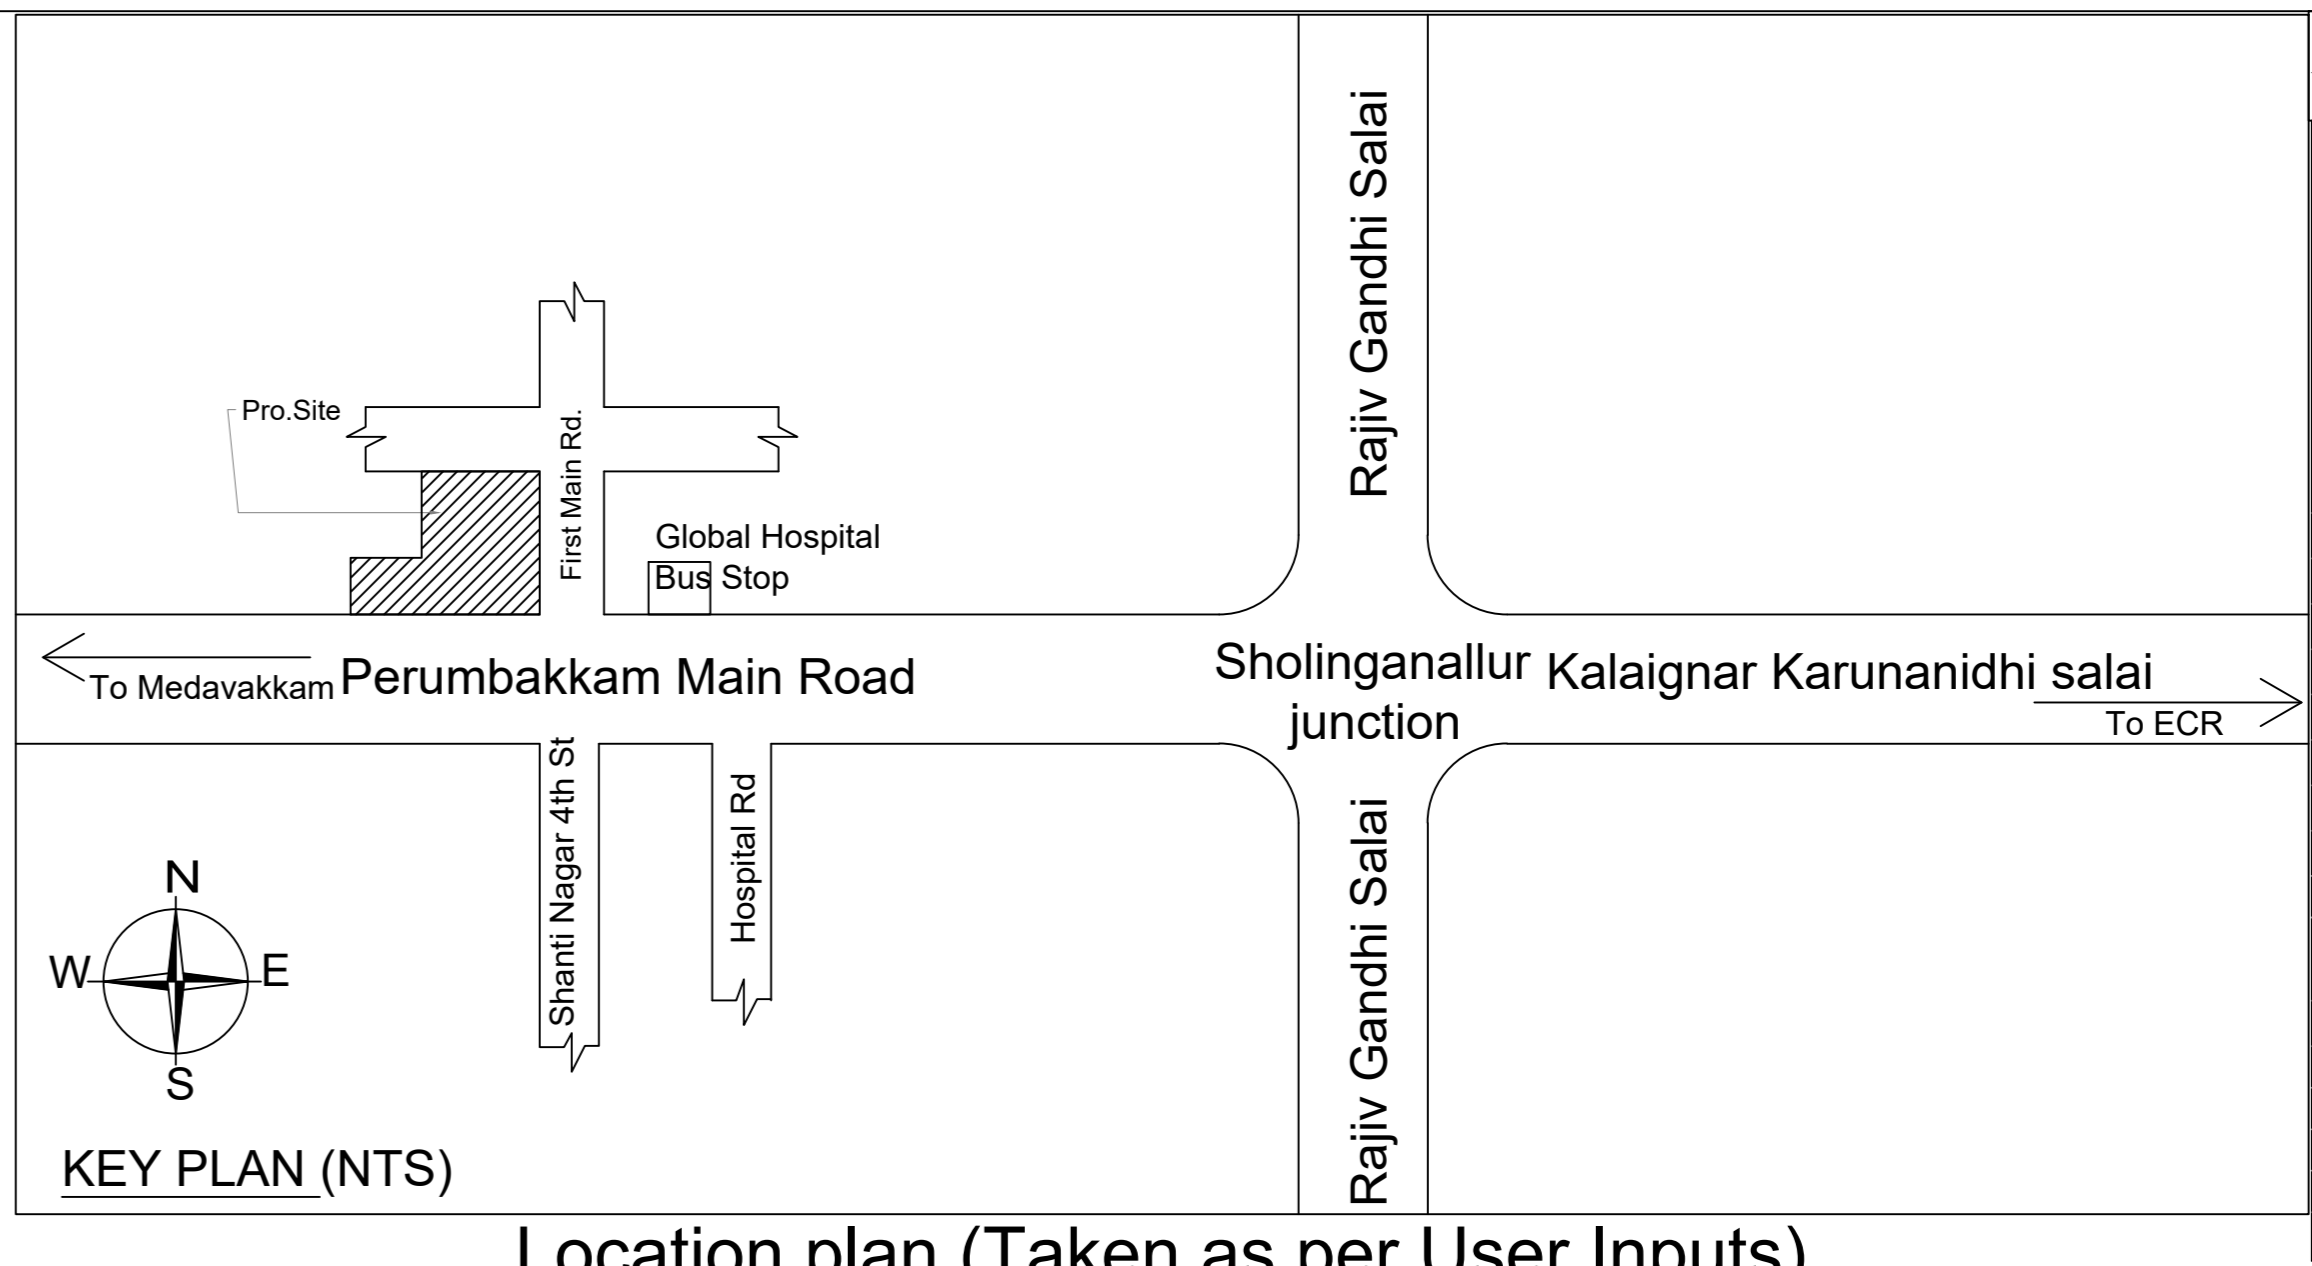 Rajiv Gandhi Salai
Pro.Site
First Main Rd.
Global Hospital
Bus Stop
To Medavakkam
Perumbakkam Main Road
Sholinganallur
junction
Kalaignar Karunanidhi salai
To ECR
Shanti Nagar 4th St
Hospital Rd
Rajiv Gandhi Salai
N
W
E
S
KEY PLAN (NTS)
Location plan (Taken as per User Inputs)